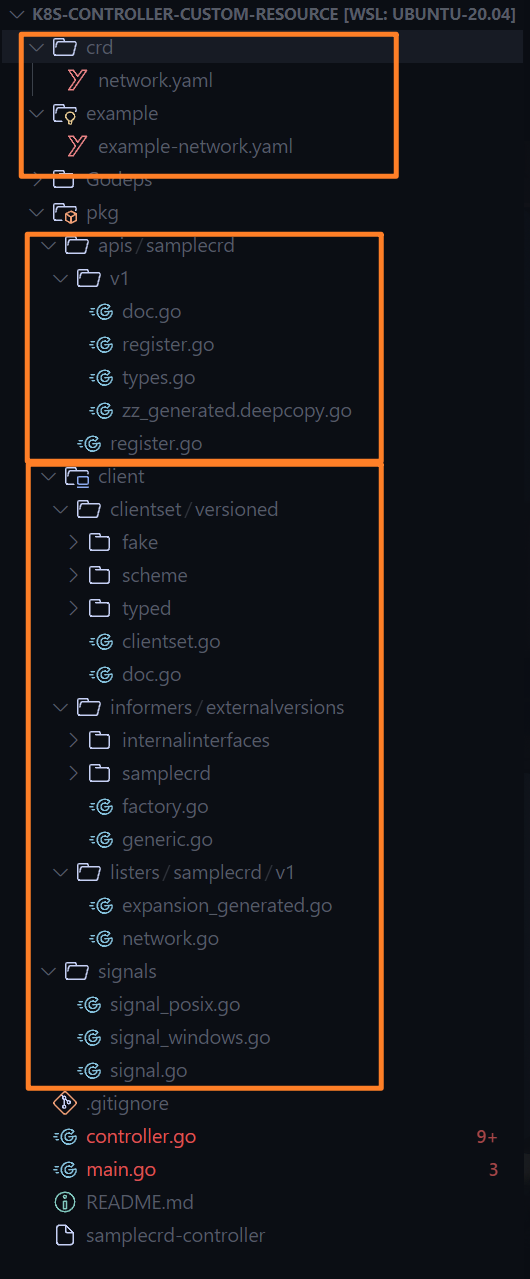 K8S-CONTROLLER-CUSTOM-RESOURCE [WSL: UBUNTU-20.04]
crd
network.yaml
example
example-network.yaml
Godeps
pkg
apis/samplecrd
v1
doc.go
register.go
types.go
zz_generated.deepcopy.go
register.go
client
clientset/versioned
fake
scheme
typed
clientset.go
doc.go
informers/externalversions
internalinterfaces
samplecrd
factory.go
generic.go
listers/samplecrd/v1
expansion_generated.go
network.go
signals
signal_posix.go
signal_windows.go
signal.go
.gitignore
controller.go 9+
main.go 3
README.md
samplecrd-controller